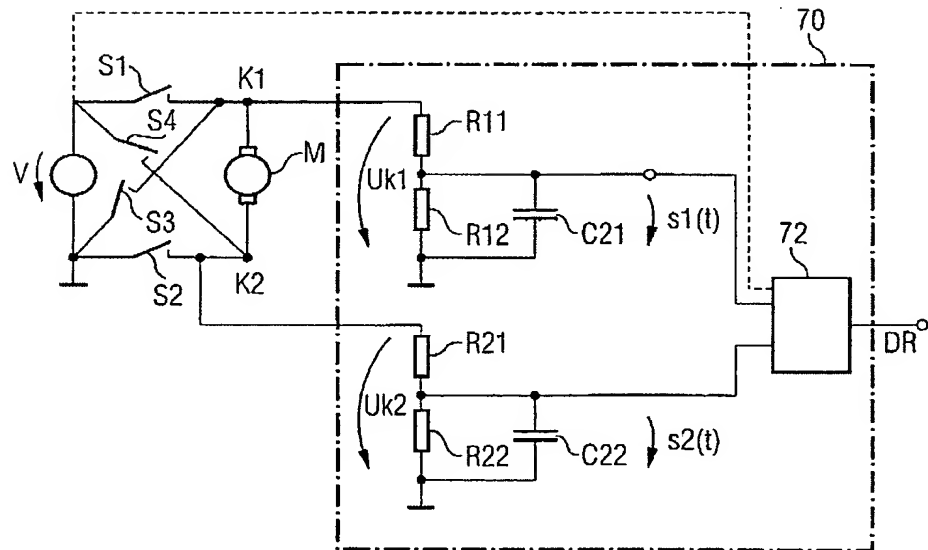 70
S1
K1
S4
R11
V
M
Uk1
S3
R12
C21
s1(t)
72
S2
K2
R21
DR
Uk2
R22
C22
s2(t)